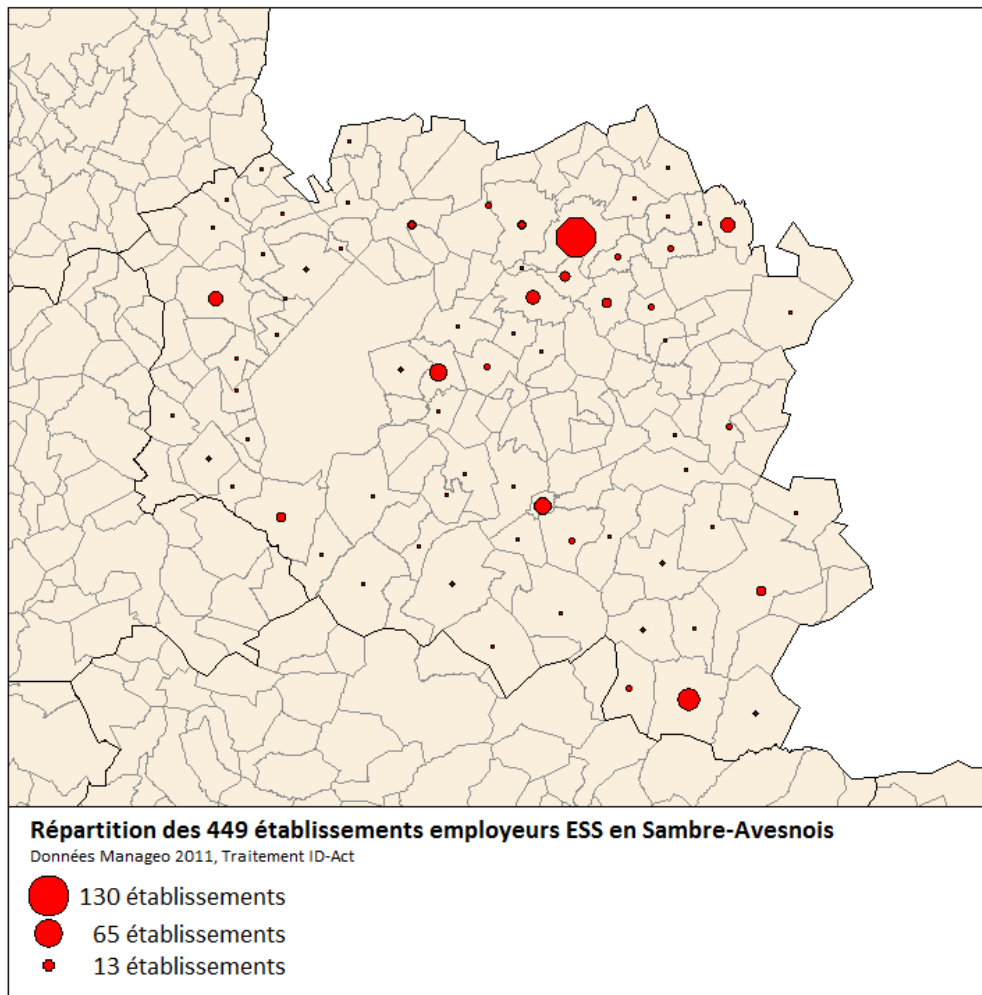 Répartition des 449 établissements employeurs ESS en Sambre-Avesnois
Données Manageo 2011, Traitement ID-Act
130 établissements
65 établissements
13 établissements